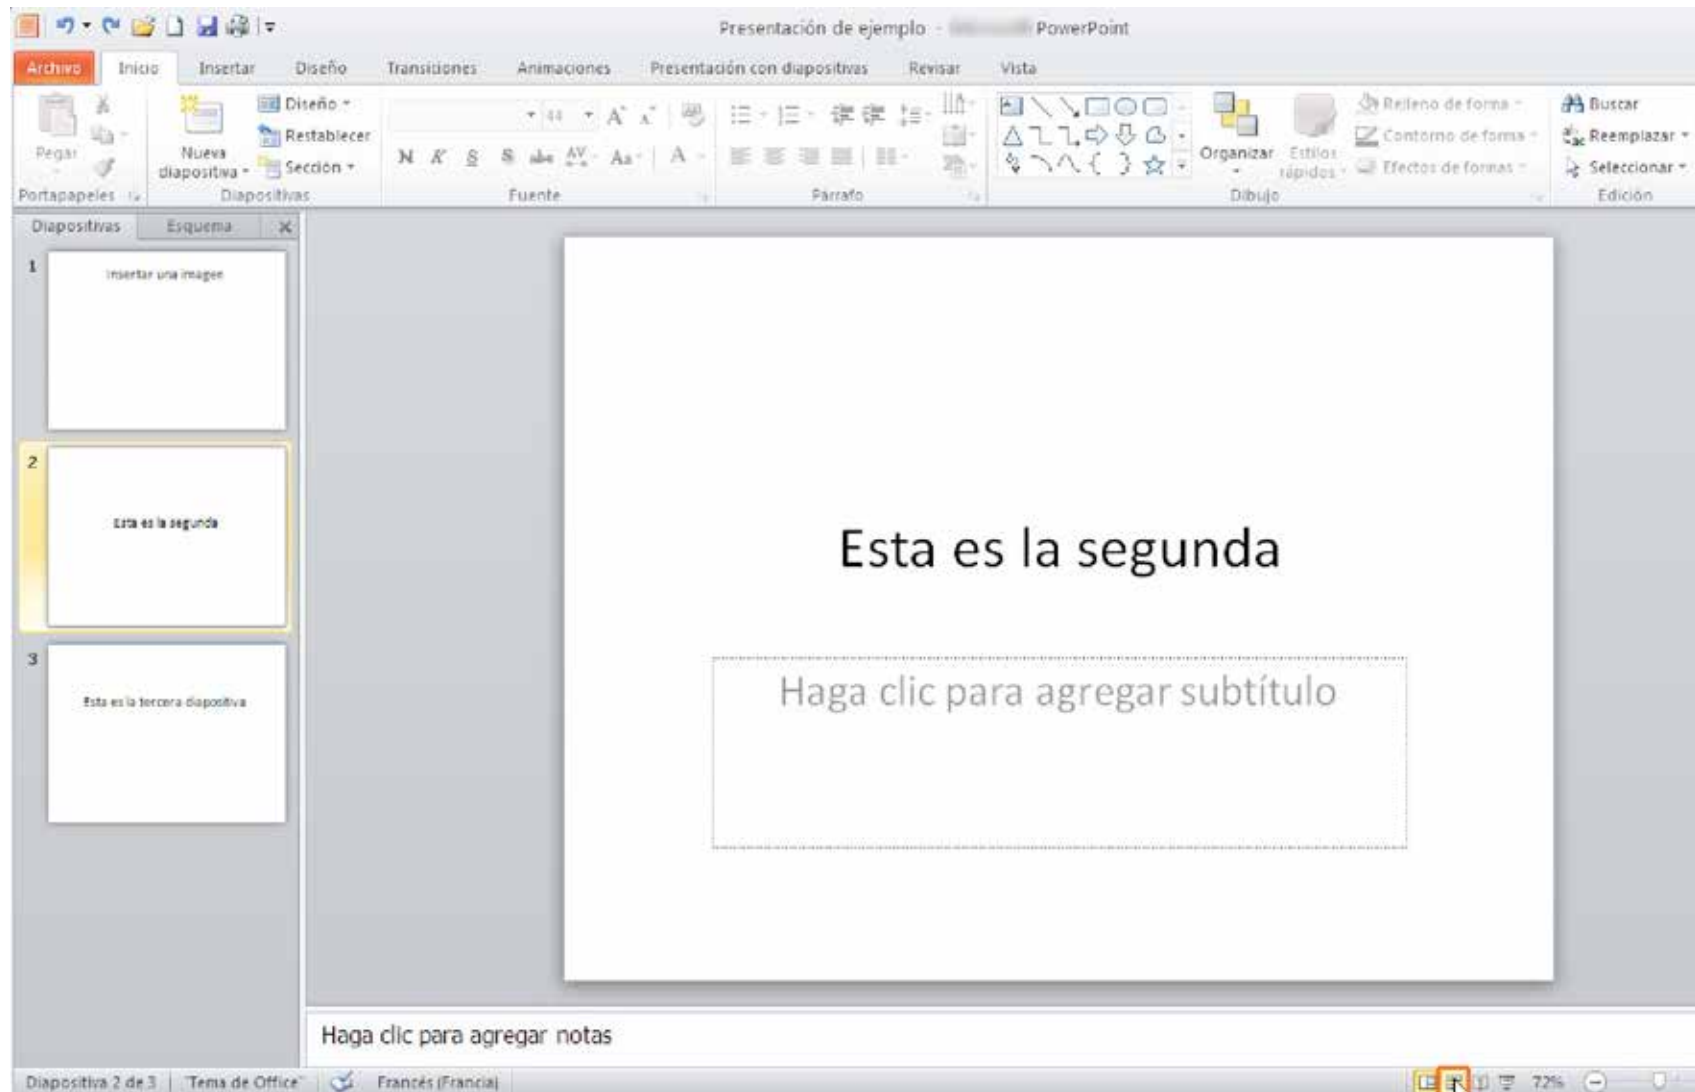 Presentación de ejemplo - PowerPoint
Archivo Inicio Insertar Diseño Transiciones Animaciones Presentación con diapositivas Revisar Vista
Pegar
Portapapeles
Nueva
diapositiva
Diseño
Restablecer
Sección
Diapositivas
44
N K S S abc AV Aa A
Fuente
Párrafo
Organizar
Estilos
rápidos
Relleno de forma
Contorno de forma
Efectos de formas
Dibujo
Buscar
Reemplazar
Seleccionar
Edición
Diapositivas Esquema
1
Insertar una imagen
2
Esta es la segunda
3
Esta es la tercera diapositiva
Esta es la segunda
Haga clic para agregar subtítulo
Haga clic para agregar notas
Diapositiva 2 de 3 "Tema de Office" Francés (Francia) 72%